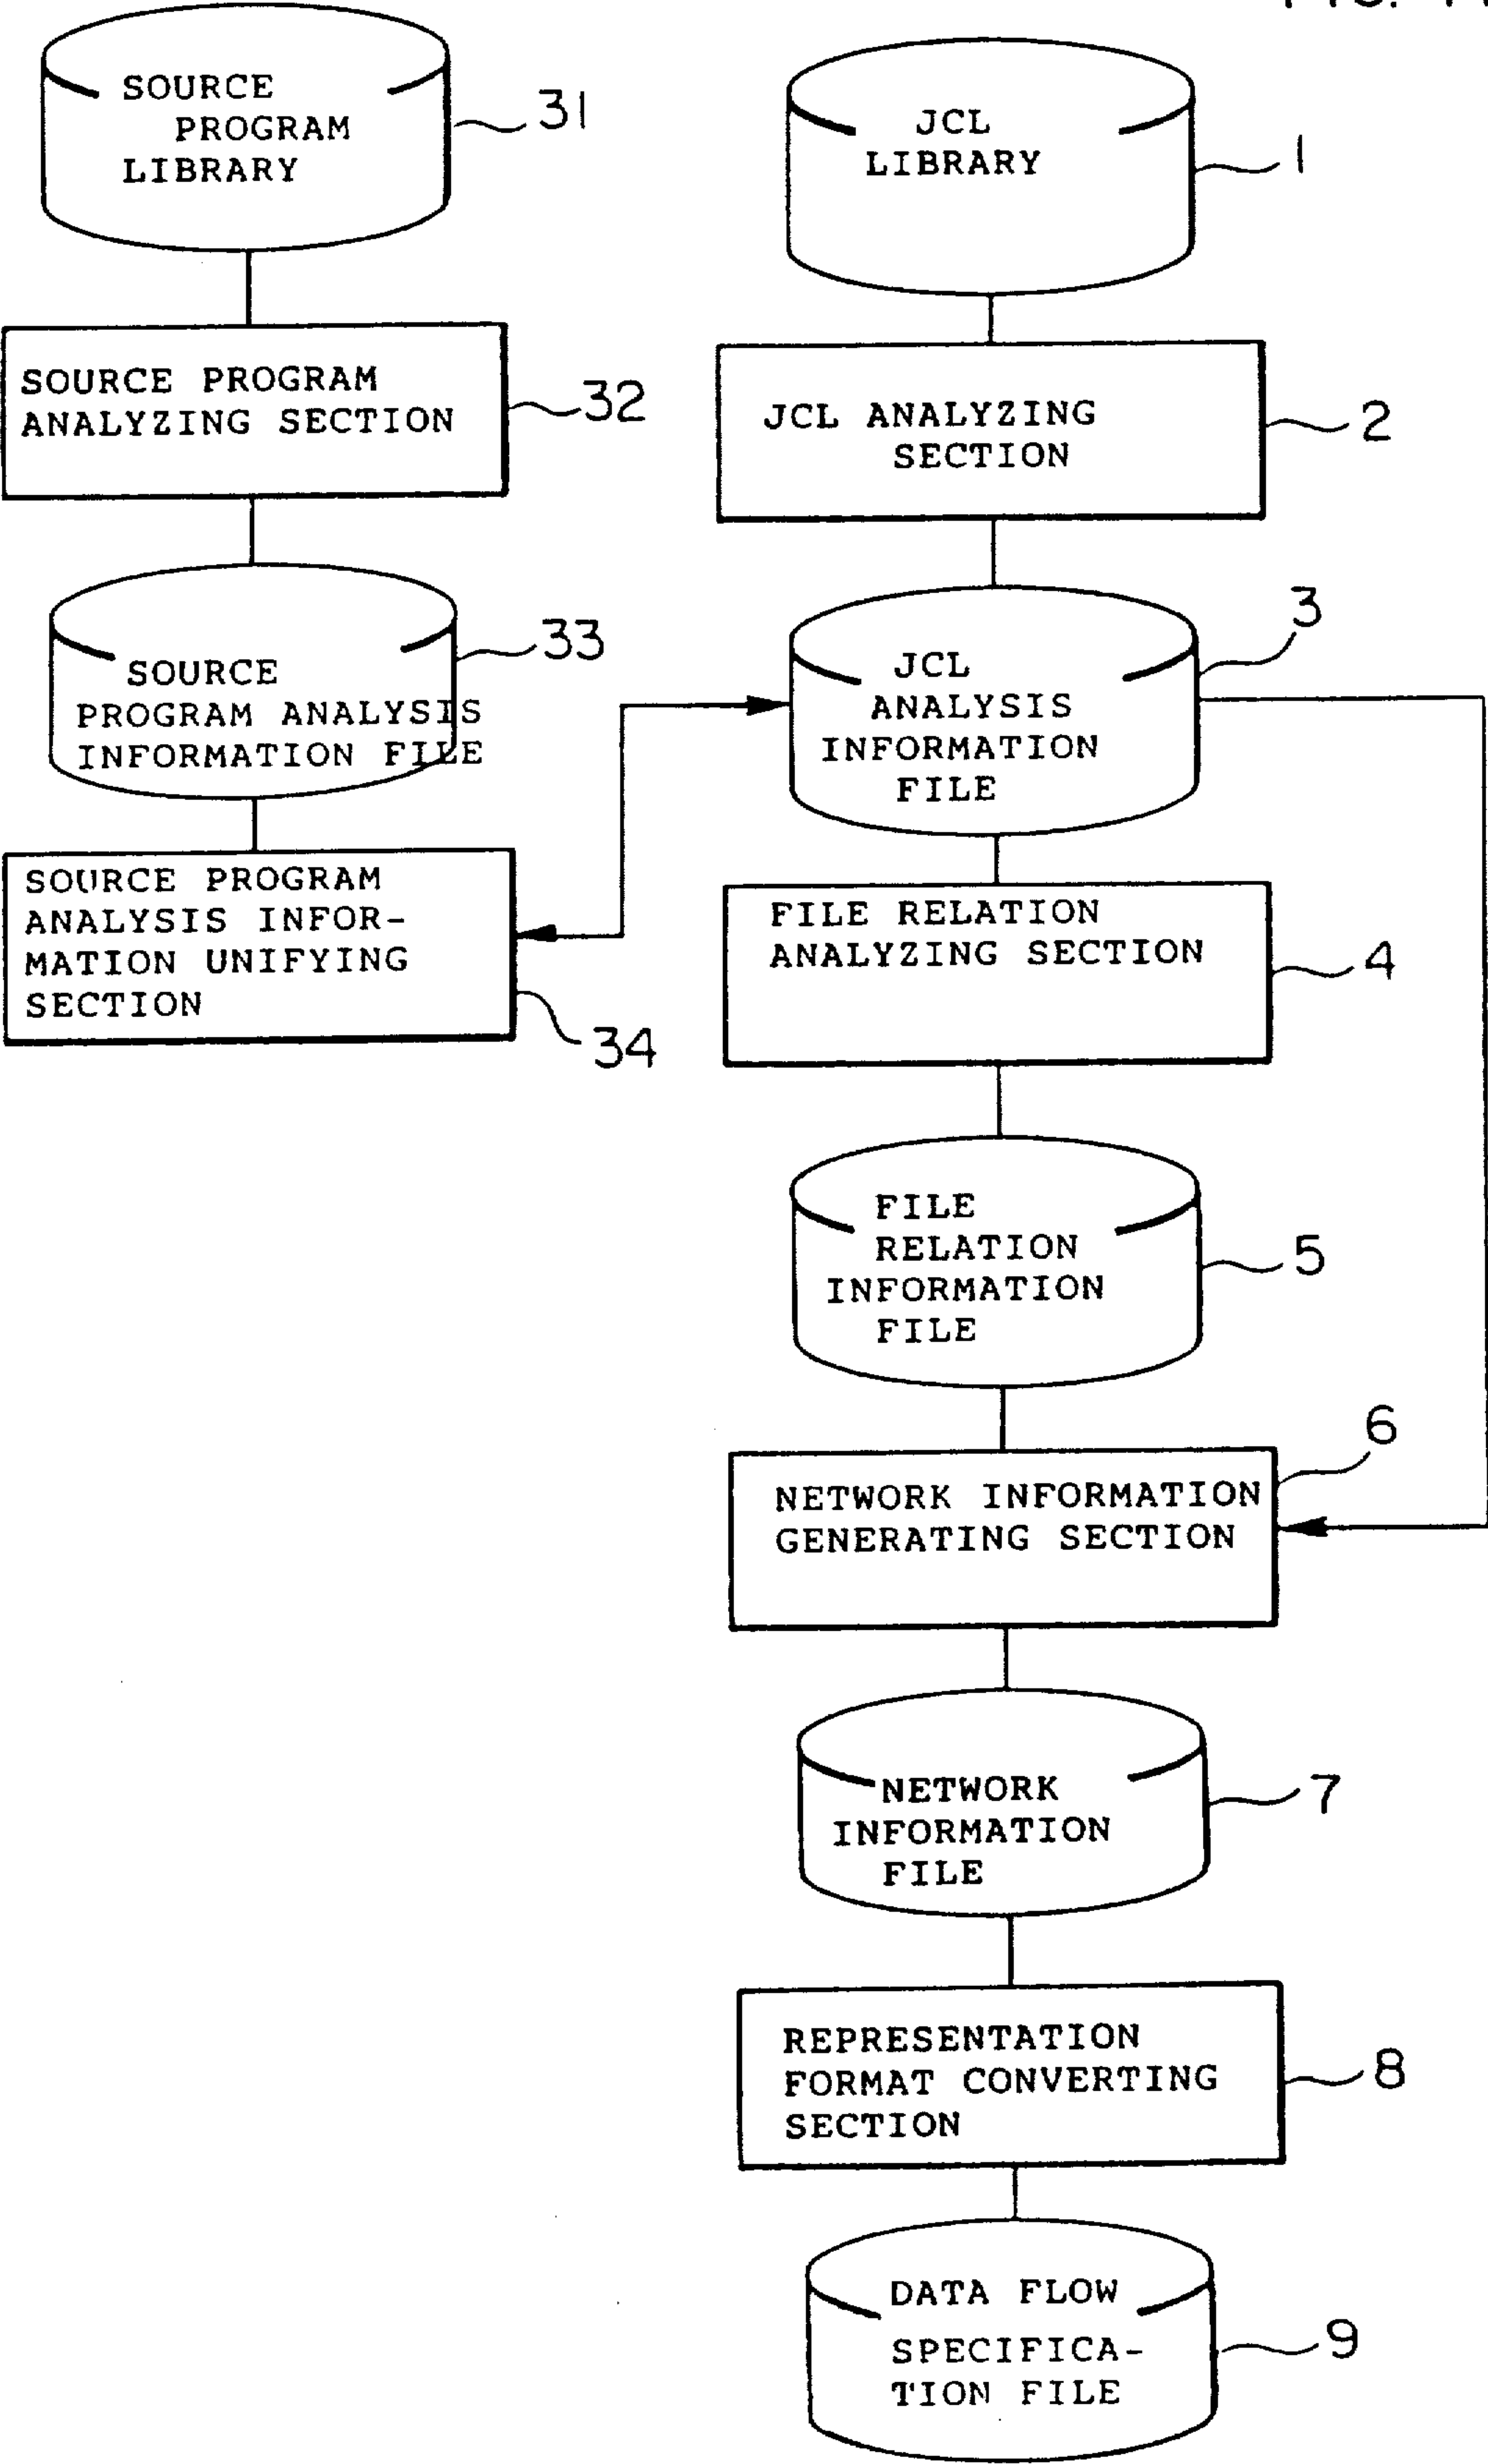 SOURCE
PROGRAM
LIBRARY
31
SOURCE PROGRAM
ANALYZING SECTION
32
SOURCE
PROGRAM ANALYSIS
INFORMATION FILE
33
SOURCE PROGRAM
ANALYSIS INFOR-
MATION UNIFYING
SECTION
34
JCL
LIBRARY
1
JCL ANALYZING
SECTION
2
JCL
ANALYSIS
INFORMATION
FILE
3
FILE RELATION
ANALYZING SECTION
4
FILE
RELATION
INFORMATION
FILE
5
NETWORK INFORMATION
GENERATING SECTION
6
NETWORK
INFORMATION
FILE
7
REPRESENTATION
FORMAT CONVERTING
SECTION
8
DATA FLOW
SPECIFICA-
TION FILE
9